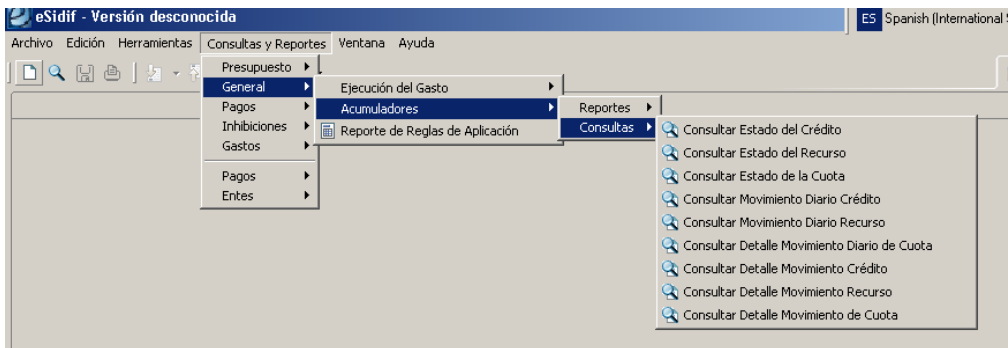 eSidif - Versión desconocida
ES Spanish (International
Archivo Edición Herramientas Consultas y Reportes Ventana Ayuda
Presupuesto
General
Pagos
Inhibiciones
Gastos
Pagos
Entes
Ejecución del Gasto
Acumuladores
Reporte de Reglas de Aplicación
Reportes
Consultas
Consultar Estado del Crédito
Consultar Estado del Recurso
Consultar Estado de la Cuota
Consultar Movimiento Diario Crédito
Consultar Movimiento Diario Recurso
Consultar Detalle Movimiento Diario de Cuota
Consultar Detalle Movimiento Crédito
Consultar Detalle Movimiento Recurso
Consultar Detalle Movimiento de Cuota